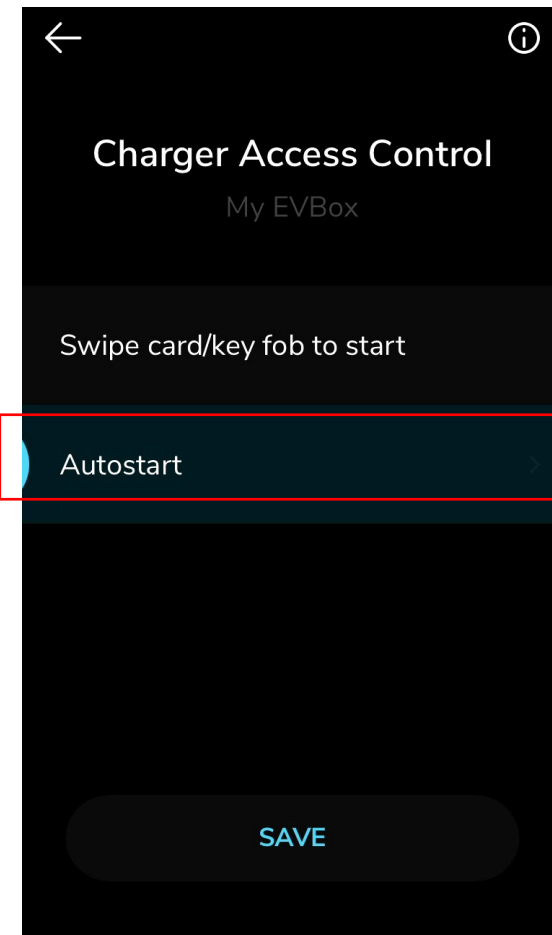 Charger Access Control
My EVBox
Swipe card/key fob to start
Autostart
SAVE